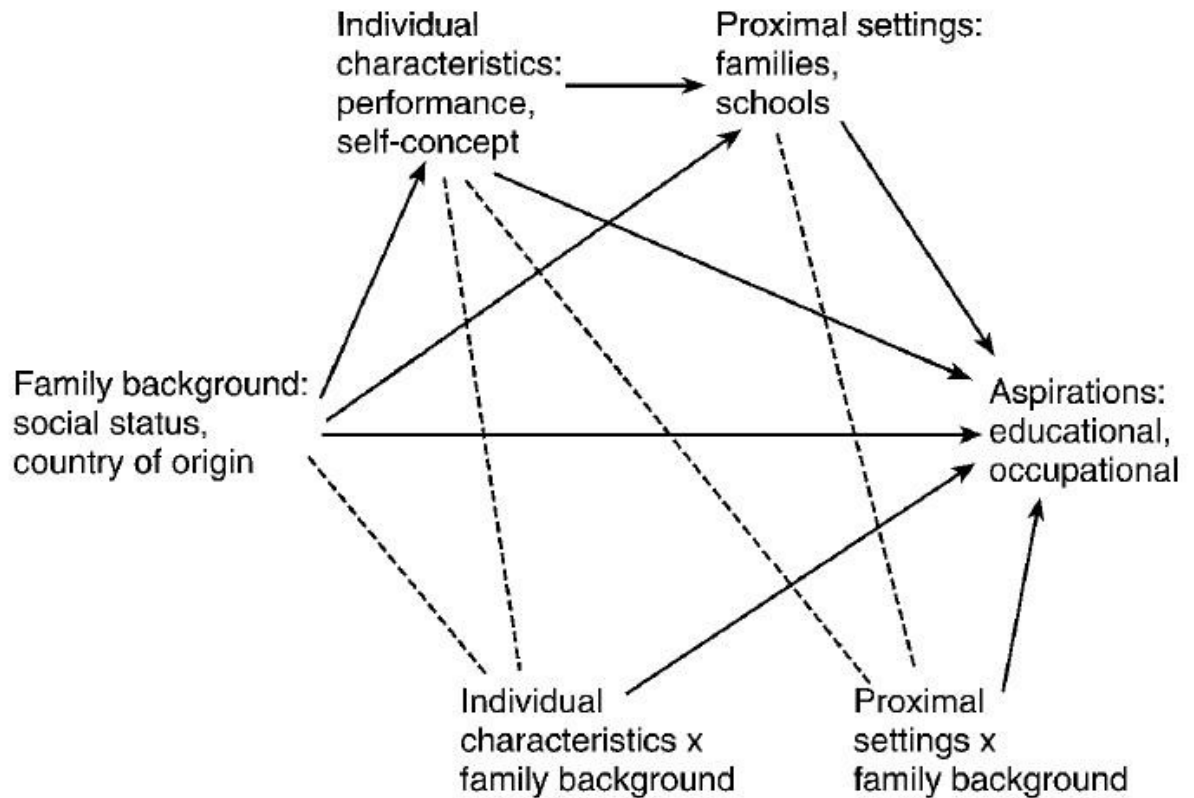 Individual
characteristics:
performance,
self-concept
Proximal settings:
families,
schools
Family background:
social status,
country of origin
Aspirations:
educational,
occupational
Individual
characteristics x
family background
Proximal
settings x
family background